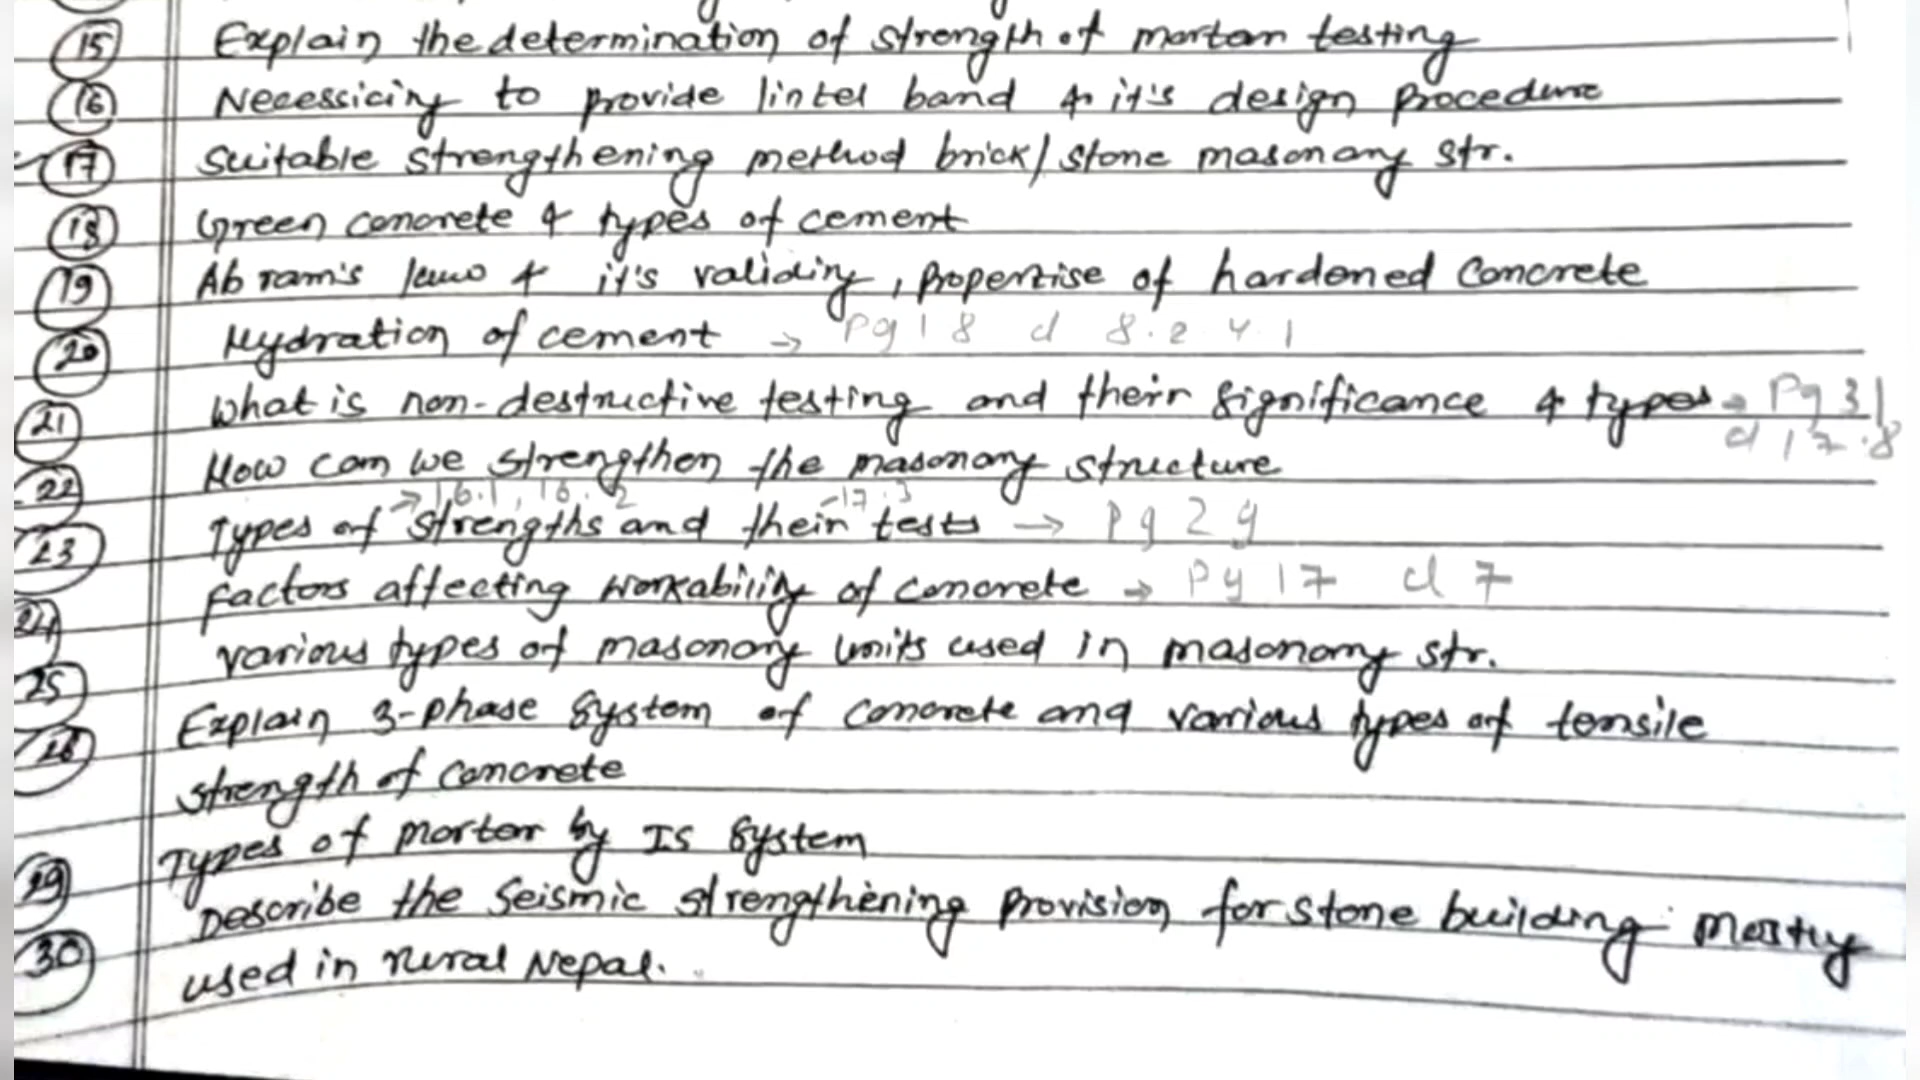 15 Explain the determination of strength of mortar testing
16 Necessicity to provide lintel band & it's design procedure
17 Suitable strengthening method brick/stone masonary str.
18 Green concrete & types of cement
19 Abram's law & it's validity, propertise of hardened concrete
20 Hydration of cement → Pg 18 d 8.2.4.1
21 What is non-destructive testing and their significance & types → Pg 31
d 17.8
22 How can we strengthen the masonary structure
→ 16.1, 16.2 -17.3
23 Types of strengths and their tests → Pg 29
24 factors affecting workability of concrete → Pg 17 d 7
25 various types of masonary units used in masonary str.
Explain 3-phase system of concrete and various types of tensile
strength of concrete
29 Types of mortar by IS system
30 Describe the seismic strengthening provision for stone building mostly
used in rural Nepal.